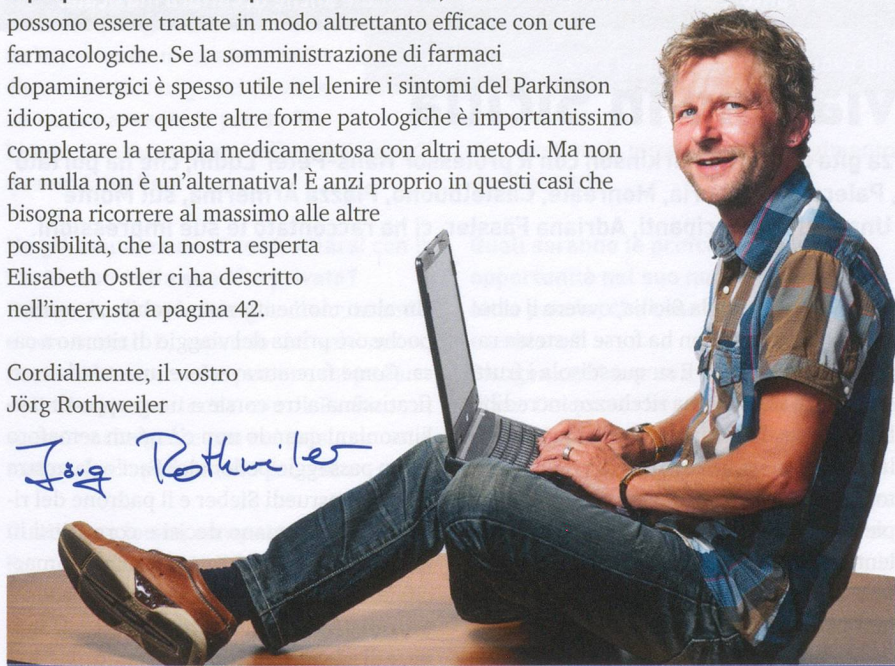 possono essere trattate in modo altrettanto efficace con cure
farmacologiche. Se la somministrazione di farmaci
dopaminergici è spesso utile nel lenire i sintomi del Parkinson
idiopatico, per queste altre forme patologiche è importantissimo
completare la terapia medicamentosa con altri metodi. Ma non
far nulla non è un'alternativa! È anzi proprio in questi casi che
bisogna ricorrere al massimo alle altre
possibilità, che la nostra esperta
Elisabeth Ostler ci ha descritto
nell'intervista a pagina 42.
Cordialmente, il vostro
Jörg Rothweiler
Jörg Rothweiler